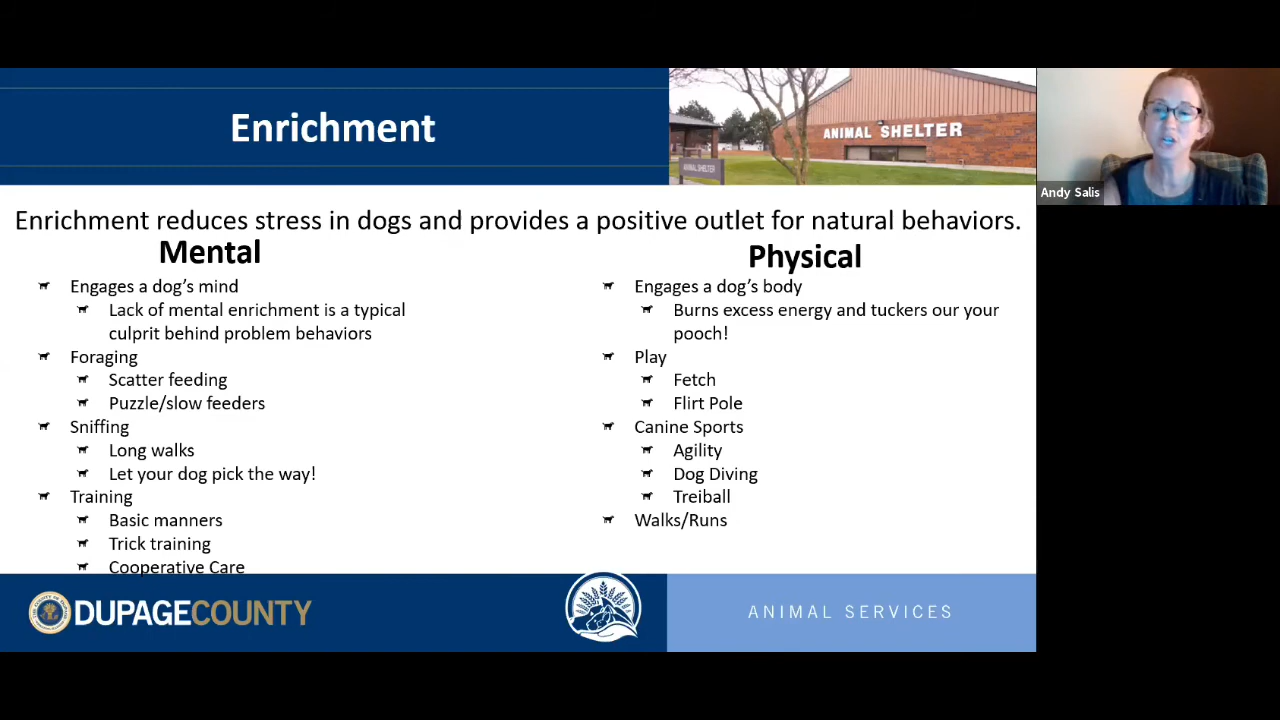 Enrichment
ANIMAL SHELTER
ANIMAL SHELTER
Andy Salis
Enrichment reduces stress in dogs and provides a positive outlet for natural behaviors.
Mental
Engages a dog's mind
Lack of mental enrichment is a typical
culprit behind problem behaviors
Foraging
Scatter feeding
Puzzle/slow feeders
Sniffing
Long walks
Let your dog pick the way!
Training
Basic manners
Trick training
Cooperative Care
Physical
Engages a dog's body
Burns excess energy and tuckers our your
pooch!
Play
Fetch
Flirt Pole
Canine Sports
Agility
Dog Diving
Treiball
Walks/Runs
DUPAGECOUNTY
ANIMAL SERVICES